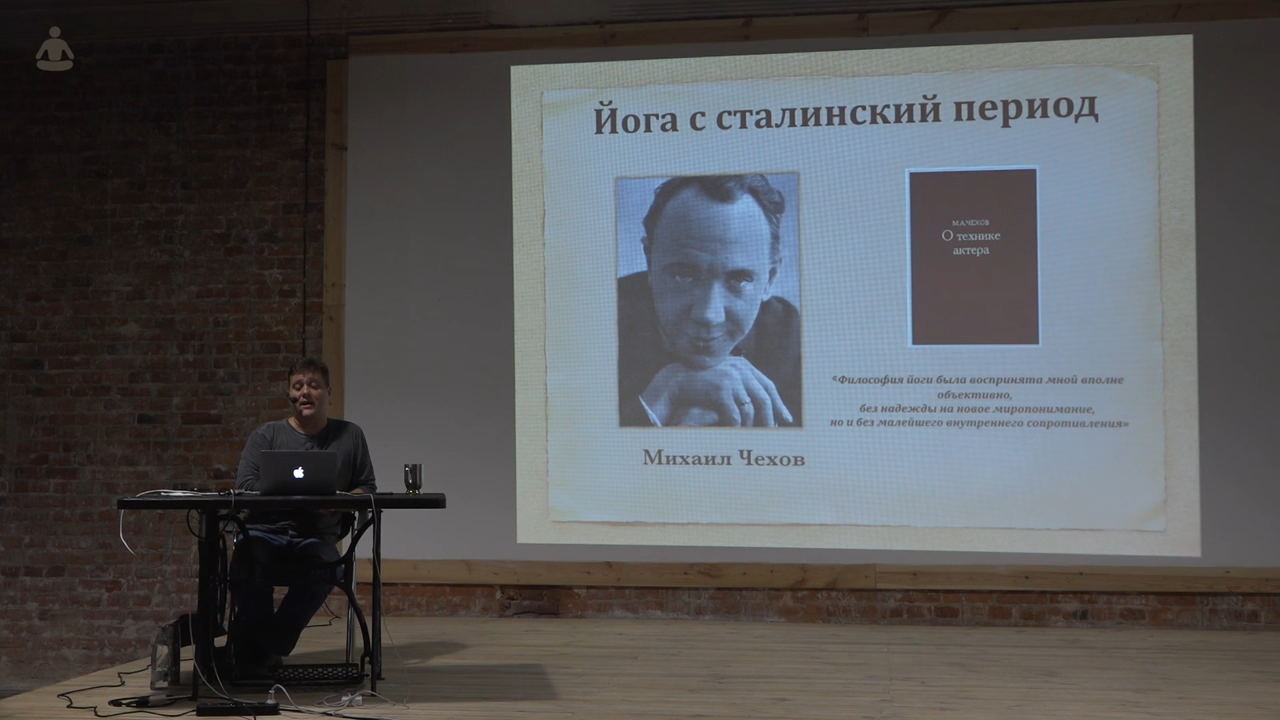 Йога с сталинский период
М.А.ЧЕХОВ
О технике
актера
«Философия йоги была воспринята мной вполне
объективно,
без надежды на новое миропонимание,
но и без малейшего внутреннего сопротивления»
Михаил Чехов